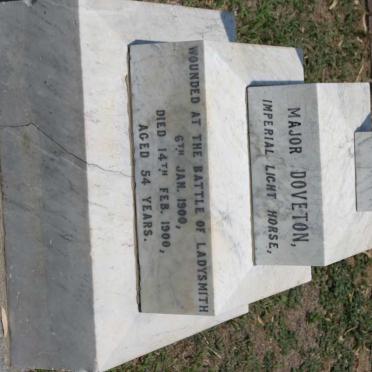 MAJOR DOVETON,
IMPERIAL LIGHT HORSE,
WOUNDED AT THE BATTLE OF LADYSMITH
6TH JAN. 1900,
DIED 14TH FEB. 1900,
AGED 54 YEARS.